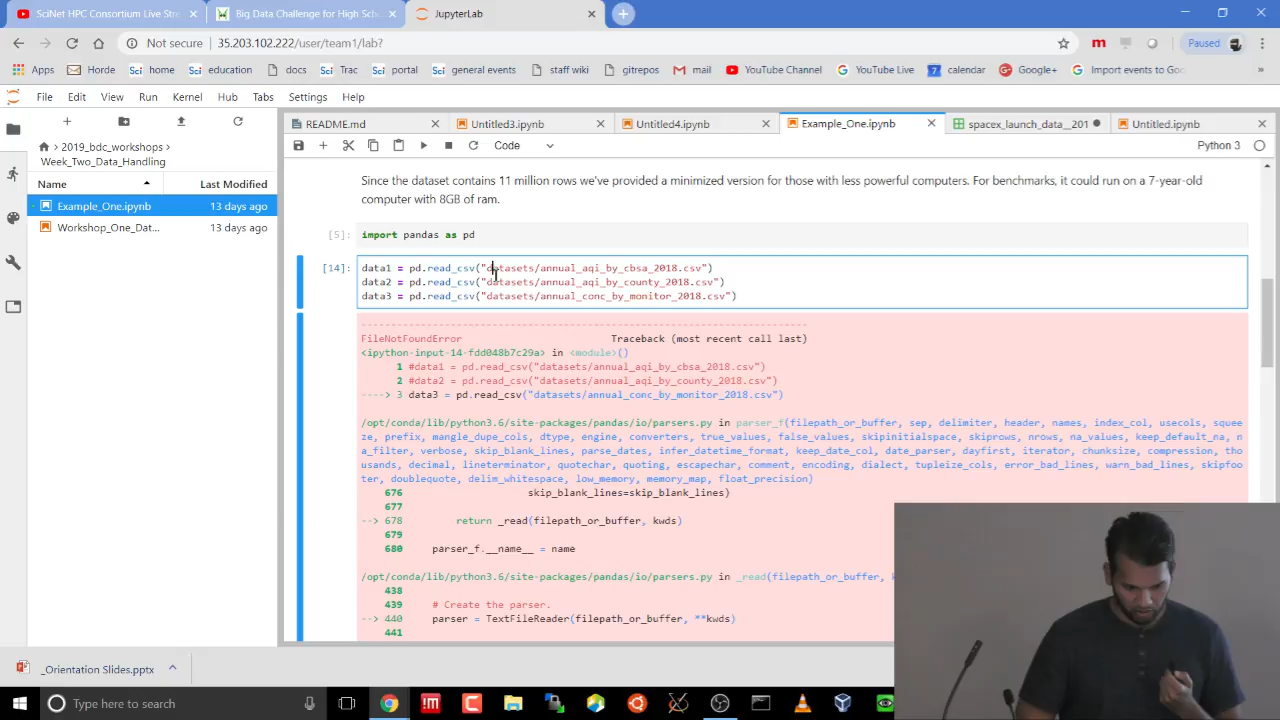 SciNet HPC Consortium Live Stre
Big Data Challenge for High Sch
JupyterLab
Not secure | 35.203.102.222/user/team1/lab?
Paused
Apps Horde home education docs Trac portal general events staff wiki gitrepos mail YouTube Channel YouTube Live calendar Google+ Import events to Go
File Edit View Run Kernel Hub Tabs Settings Help
README.md Untitled3.ipynb Untitled4.ipynb Example_One.ipynb spacex_launch_data__201 Untitled.ipynb
Code Python 3
2019_bdc_workshops
Week_Two_Data_Handling
Name Last Modified
Example_One.ipynb 13 days ago
Workshop_One_Dat... 13 days ago
Since the dataset contains 11 million rows we've provided a minimized version for those with less powerful computers. For benchmarks, it could run on a 7-year-old
computer with 8GB of ram.
[5]: import pandas as pd
[14]: data1 = pd.read_csv("datasets/annual_aqi_by_cbsa_2018.csv")
data2 = pd.read_csv("datasets/annual_aqi_by_county_2018.csv")
data3 = pd.read_csv("datasets/annual_conc_by_monitor_2018.csv")
---------------------------------------------------------------------------
FileNotFoundError Traceback (most recent call last)
<ipython-input-14-fdd048b7c29a> in <module>()
1 #data1 = pd.read_csv("datasets/annual_aqi_by_cbsa_2018.csv")
2 #data2 = pd.read_csv("datasets/annual_aqi_by_county_2018.csv")
----> 3 data3 = pd.read_csv("datasets/annual_conc_by_monitor_2018.csv")
/opt/conda/lib/python3.6/site-packages/pandas/io/parsers.py in parser_f(filepath_or_buffer, sep, delimiter, header, names, index_col, usecols, squee
ze, prefix, mangle_dupe_cols, dtype, engine, converters, true_values, false_values, skipinitialspace, skiprows, nrows, na_values, keep_default_na, n
a_filter, verbose, skip_blank_lines, parse_dates, infer_datetime_format, keep_date_col, date_parser, dayfirst, iterator, chunksize, compression, tho
usands, decimal, lineterminator, quotechar, quoting, escapechar, comment, encoding, dialect, tupleize_cols, error_bad_lines, warn_bad_lines, skipfoo
ter, doublequote, delim_whitespace, low_memory, memory_map, float_precision)
676 skip_blank_lines=skip_blank_lines)
677
--> 678 return _read(filepath_or_buffer, kwds)
679
680 parser_f.__name__ = name
/opt/conda/lib/python3.6/site-packages/pandas/io/parsers.py in _read(filepath_or_buffer, k
438
439 # Create the parser.
--> 440 parser = TextFileReader(filepath_or_buffer, **kwds)
441
_Orientation Slides.pptx
Type here to search